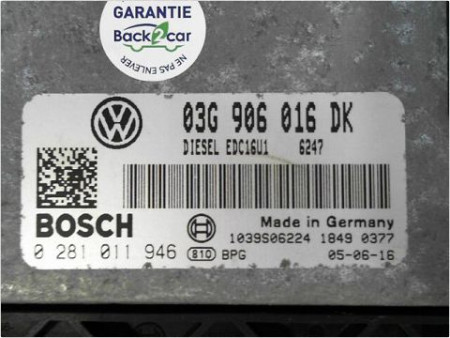 GARANTIE
Back2car
NE PAS ENLEVER
VW
03G 906 016 DK
DIESEL EDC16U1 6247
BOSCH
Made in Germany
1039S06224 1849 0377
0 281 011 946 810 BPG 05-06-16